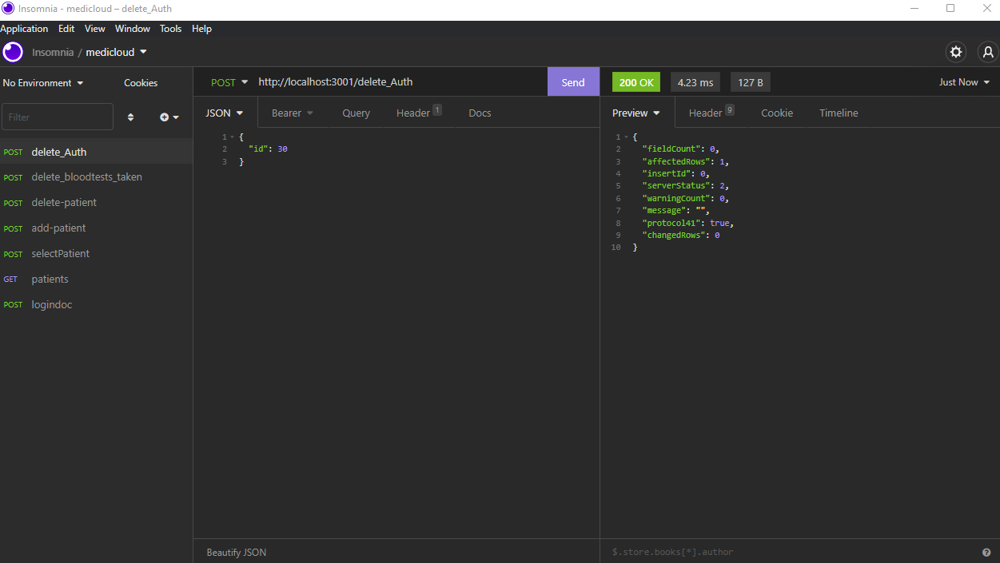 Insomnia - medicloud – delete_Auth
Application Edit View Window Tools Help
Insomnia / medicloud
No Environment Cookies
POST http://localhost:3001/delete_Auth Send
200 OK 4.23 ms 127 B Just Now
Filter
JSON Bearer Query Header 1 Docs
Preview Header 9 Cookie Timeline
POST delete_Auth
POST delete_bloodtests_taken
POST delete-patient
POST add-patient
POST selectPatient
GET patients
POST logindoc
1 {
2 "id": 30
3 }
1 {
2 "fieldCount": 0,
3 "affectedRows": 1,
4 "insertId": 0,
5 "serverStatus": 2,
6 "warningCount": 0,
7 "message": "",
8 "protocol41": true,
9 "changedRows": 0
10 }
Beautify JSON
$.store.books[*].author